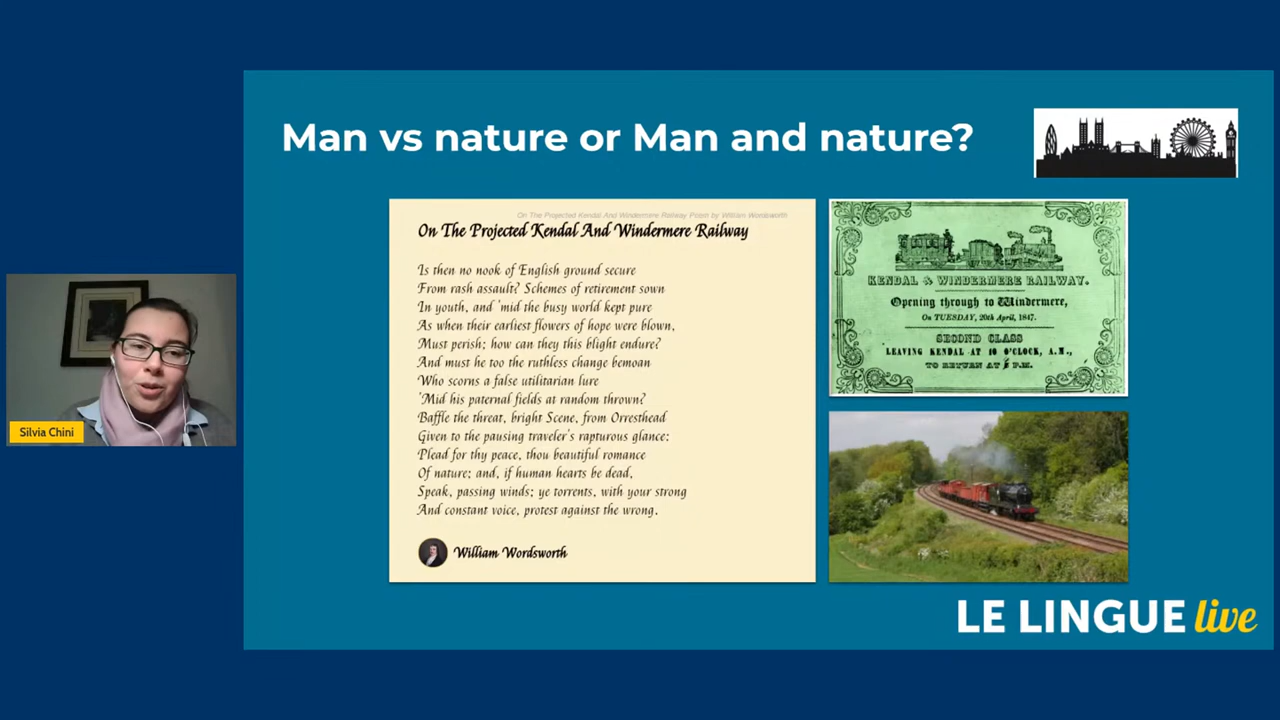 Man vs nature or Man and nature?
On The Projected Kendal And Windermere Railway Poem by William Wordsworth
On The Projected Kendal And Windermere Railway
Is then no nook of English ground secure
From rash assault? Schemes of retirement sown
In youth, and 'mid the busy world kept pure
As when their earliest flowers of hope were blown,
Must perish; how can they this blight endure?
And must he too the ruthless change bemoan
Who scorns a false utilitarian lure
'Mid his paternal fields at random thrown?
Baffle the threat, bright Scene, from Orresthead
Given to the pausing traveler's rapturous glance:
Plead for thy peace, thou beautiful romance
Of nature; and, if human hearts be dead,
Speak, passing winds; ye torrents, with your strong
And constant voice, protest against the wrong.
William Wordsworth
KENDAL & WINDERMERE RAILWAY.
Opening through to Windermere,
On TUESDAY, 20th April, 1847.
SECOND CLASS
LEAVING KENDAL AT 10 O'CLOCK, A.M.,
TO RETURN AT P.M.
Silvia Chini
LE LINGUE live